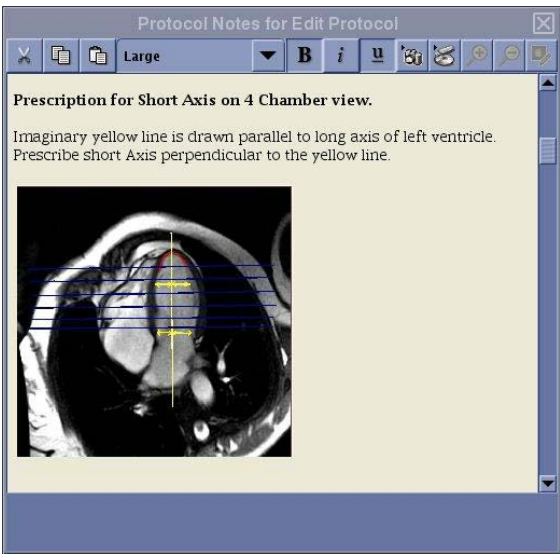 Protocol Notes for Edit Protocol
Large
B i u
Prescription for Short Axis on 4 Chamber view.
Imaginary yellow line is drawn parallel to long axis of left ventricle.
Prescribe short Axis perpendicular to the yellow line.